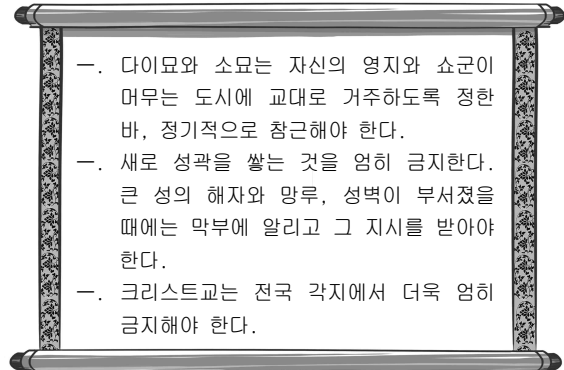 一. 다이묘와 소묘는 자신의 영지와 쇼군이
머무는 도시에 교대로 거주하도록 정한
바, 정기적으로 참근해야 한다.
一. 새로 성곽을 쌓는 것을 엄히 금지한다.
큰 성의 해자와 망루, 성벽이 부서졌을
때에는 막부에 알리고 그 지시를 받아야
한다.
一. 크리스트교는 전국 각지에서 더욱 엄히
금지해야 한다.